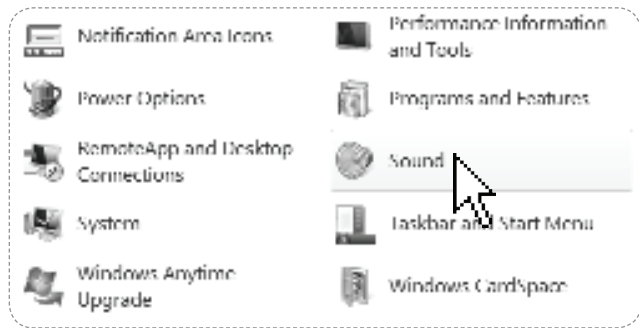 Notification Area Icons
Performance Information
and Tools
Power Options
Programs and Features
RemoteApp and Desktop
Connections
Sound
System
Taskbar and Start Menu
Windows Anytime
Upgrade
Windows CardSpace